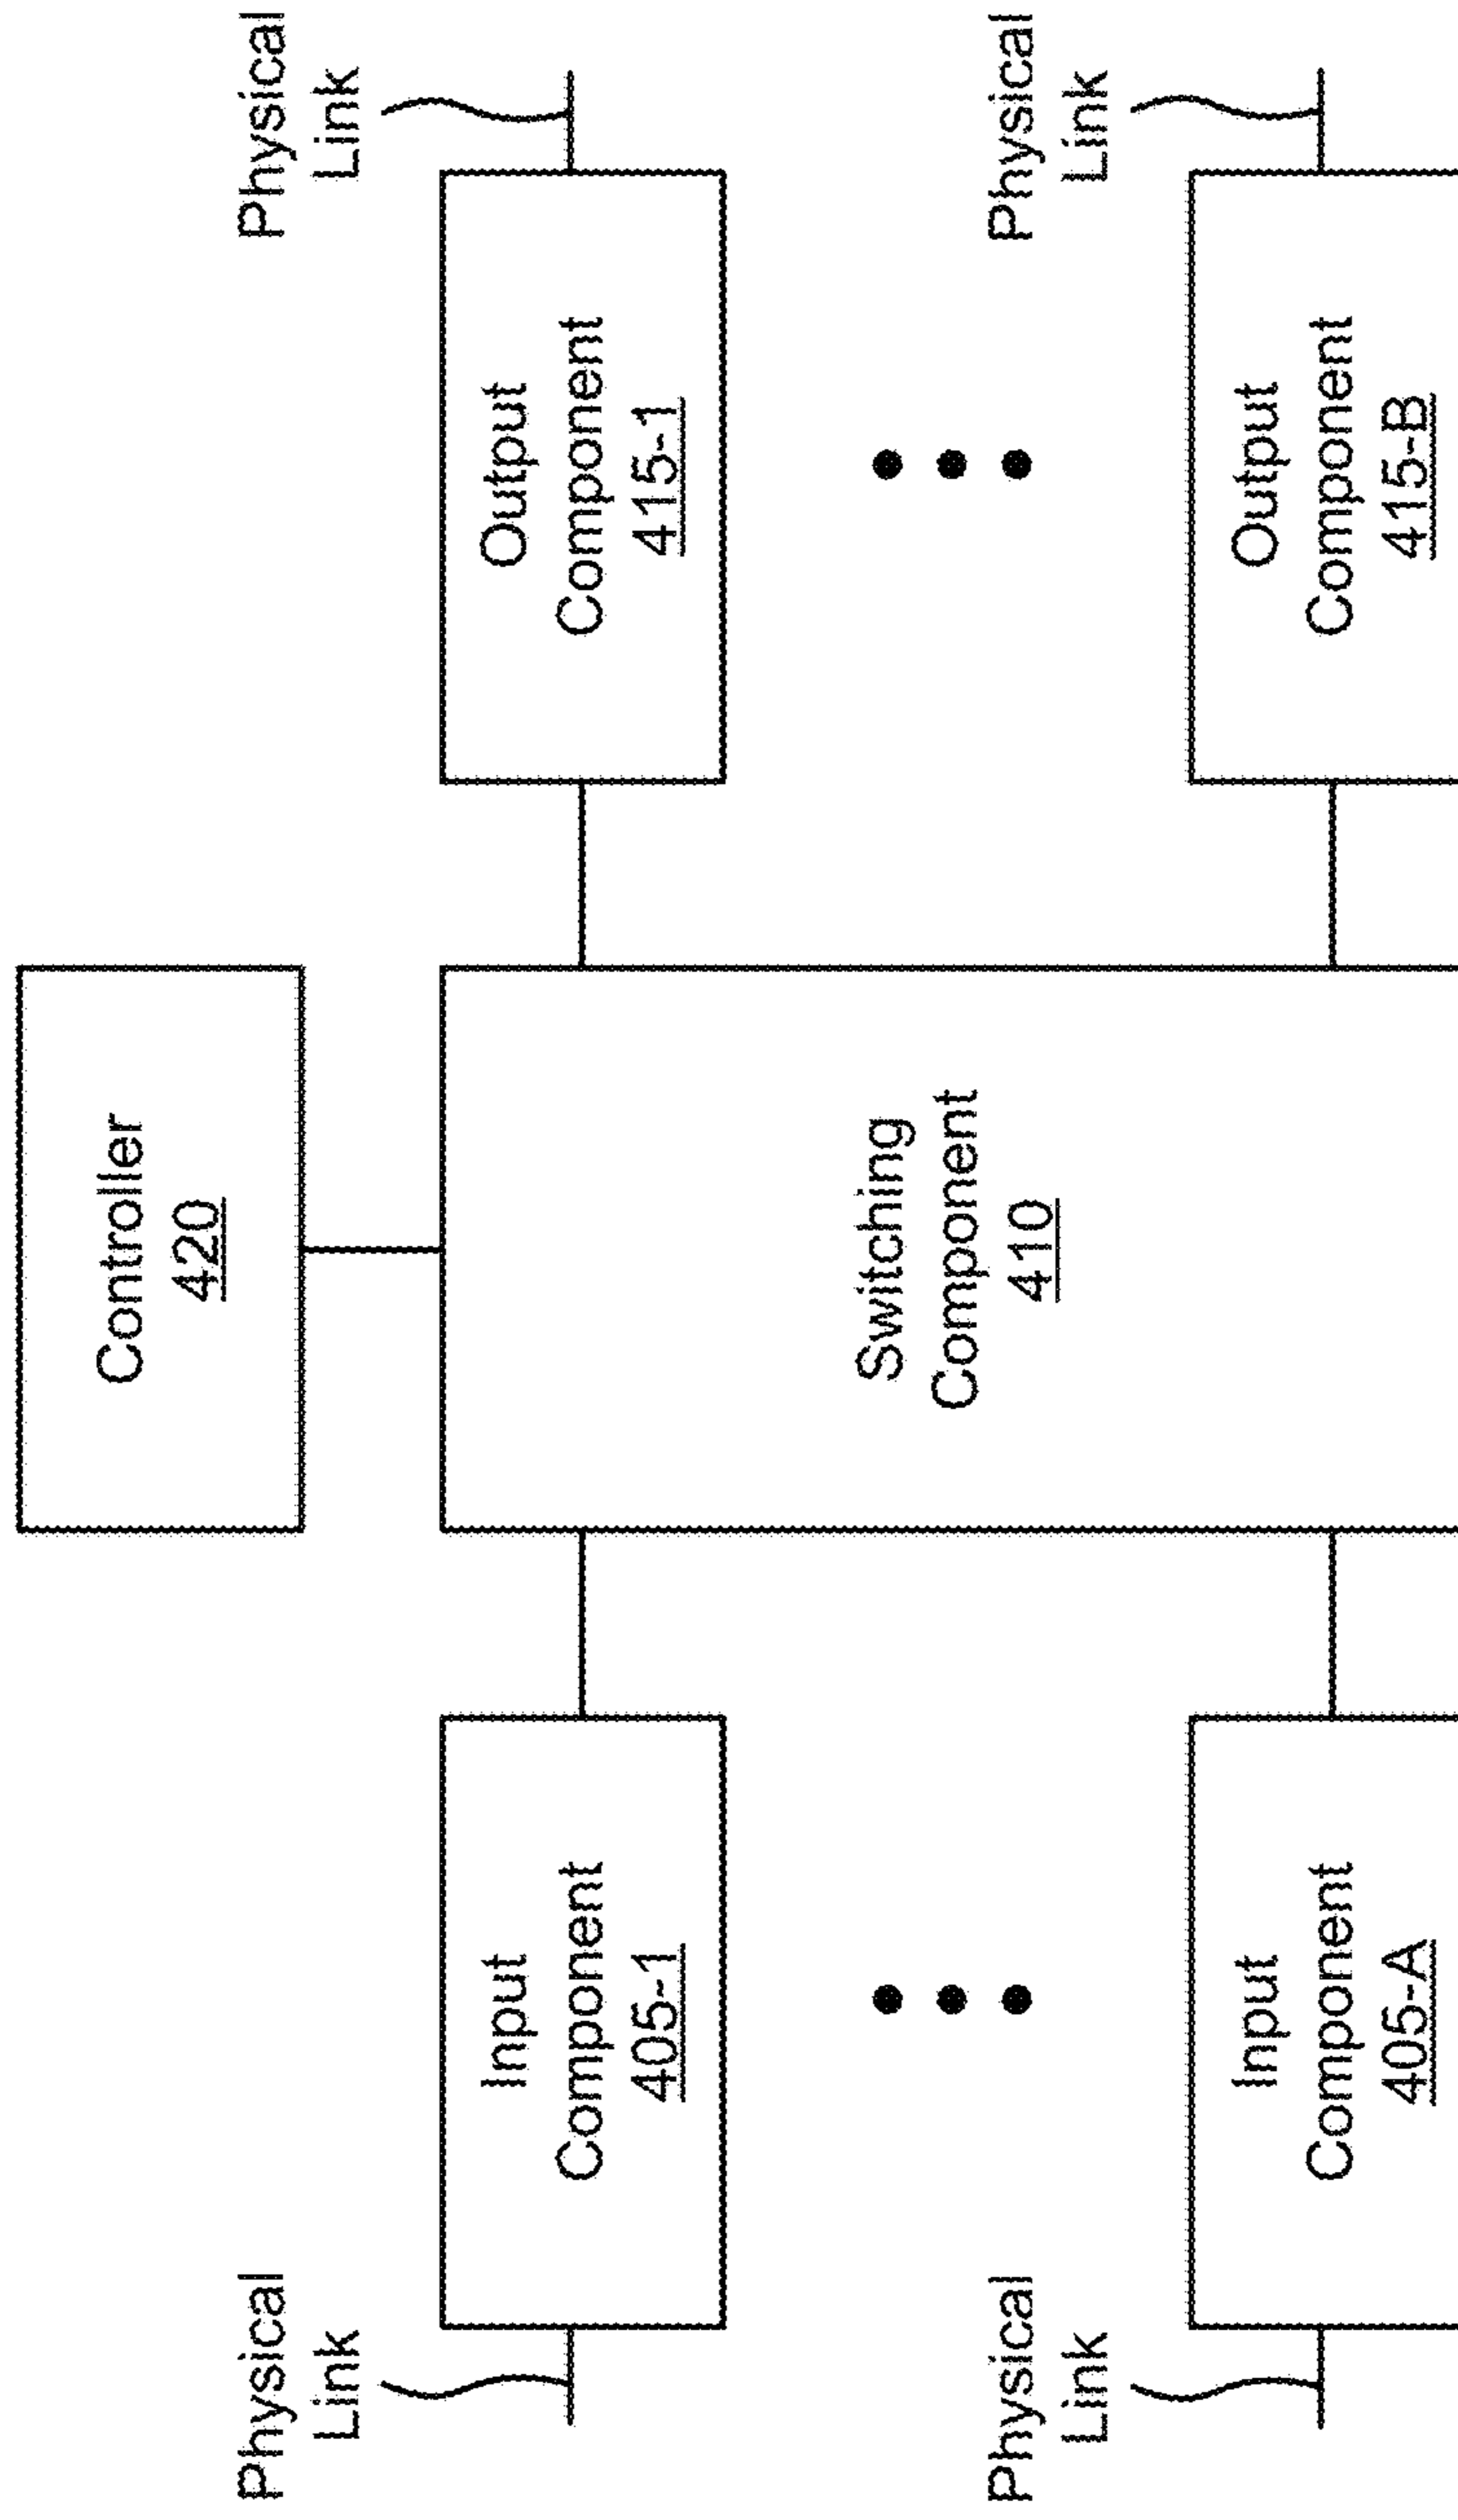 Controller
420
Physical
Link
Input
Component
405-1
Switching
Component
410
Output
Component
415-1
Physical
Link
Physical
Link
Input
Component
405-A
Output
Component
415-B
Physical
Link